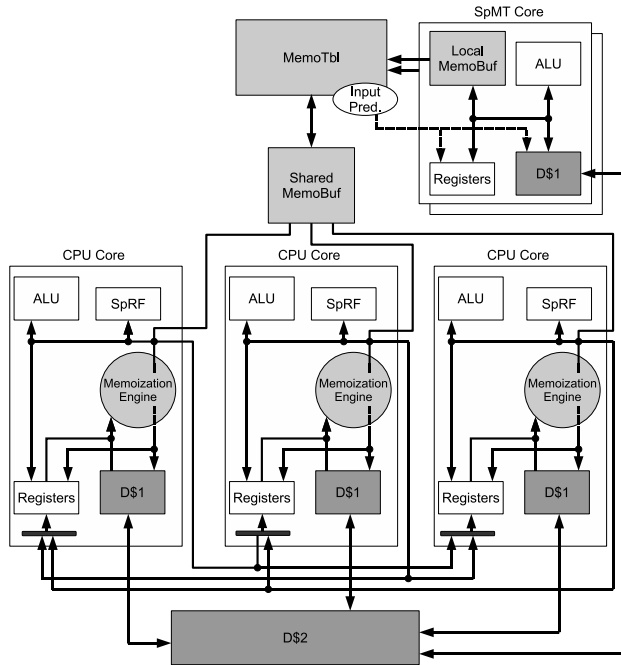 SpMT Core
MemoTbl
Local
MemoBuf
ALU
Input
Pred.
Registers
D$1
Shared
MemoBuf
CPU Core
CPU Core
CPU Core
ALU
SpRF
ALU
SpRF
ALU
SpRF
Memoization
Engine
Memoization
Engine
Memoization
Engine
Registers
D$1
Registers
D$1
Registers
D$1
D$2